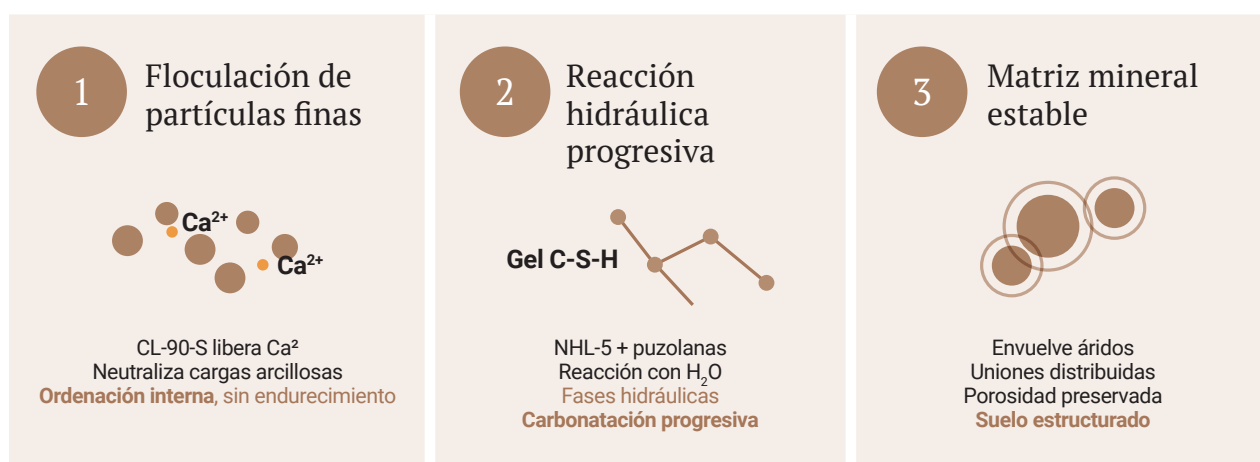 1
Floculación de
partículas finas
Ca²⁺
Ca²⁺
CL-90-S libera Ca²
Neutraliza cargas arcillosas
Ordenación interna, sin endurecimiento
2
Reacción
hidráulica
progresiva
Gel C-S-H
NHL-5 + puzolanas
Reacción con H₂O
Fases hidráulicas
Carbonatación progresiva
3
Matriz mineral
estable
Envuelve áridos
Uniones distribuidas
Porosidad preservada
Suelo estructurado